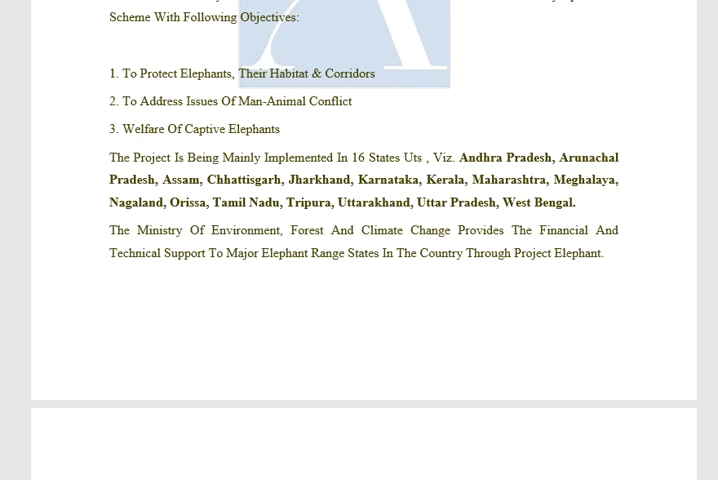 Scheme With Following Objectives:
1. To Protect Elephants, Their Habitat & Corridors
2. To Address Issues Of Man-Animal Conflict
3. Welfare Of Captive Elephants
The Project Is Being Mainly Implemented In 16 States Uts , Viz. Andhra Pradesh, Arunachal
Pradesh, Assam, Chhattisgarh, Jharkhand, Karnataka, Kerala, Maharashtra, Meghalaya,
Nagaland, Orissa, Tamil Nadu, Tripura, Uttarakhand, Uttar Pradesh, West Bengal.
The Ministry Of Environment, Forest And Climate Change Provides The Financial And
Technical Support To Major Elephant Range States In The Country Through Project Elephant.